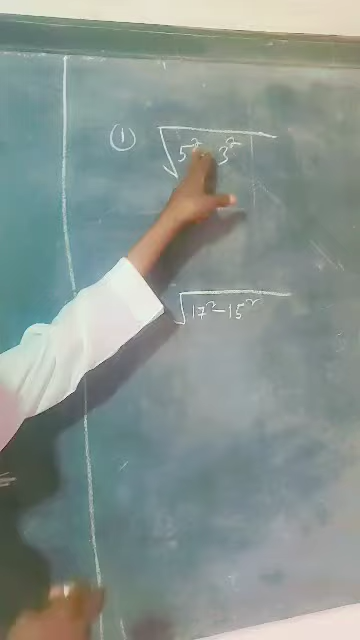 ① √5² 3²
√17²-15²